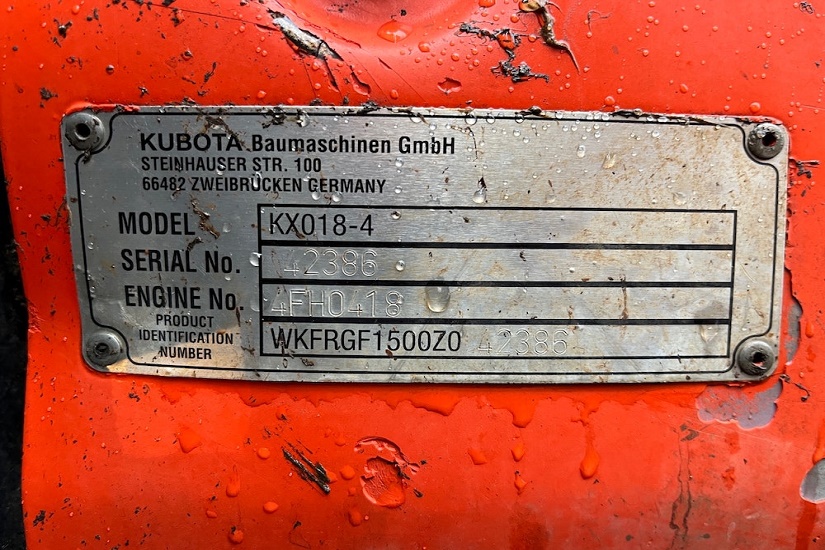 KUBOTA Baumaschinen GmbH
STEINHAUSER STR. 100
66482 ZWEIBRÜCKEN GERMANY
MODEL KX018-4
SERIAL No. 42386
ENGINE No. 4FH0418
PRODUCT
IDENTIFICATION
NUMBER WKFRGF1500Z0 42386